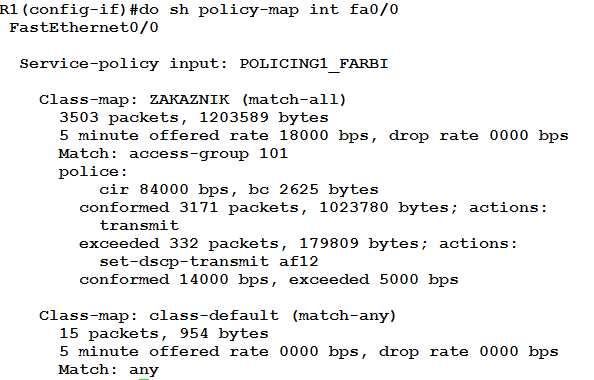 R1(config-if)#do sh policy-map int fa0/0
FastEthernet0/0
Service-policy input: POLICING1_FARBI
Class-map: ZAKAZNIK (match-all)
3503 packets, 1203589 bytes
5 minute offered rate 18000 bps, drop rate 0000 bps
Match: access-group 101
police:
cir 84000 bps, bc 2625 bytes
conformed 3171 packets, 1023780 bytes; actions:
transmit
exceeded 332 packets, 179809 bytes; actions:
set-dscp-transmit af12
conformed 14000 bps, exceeded 5000 bps
Class-map: class-default (match-any)
15 packets, 954 bytes
5 minute offered rate 0000 bps, drop rate 0000 bps
Match: any